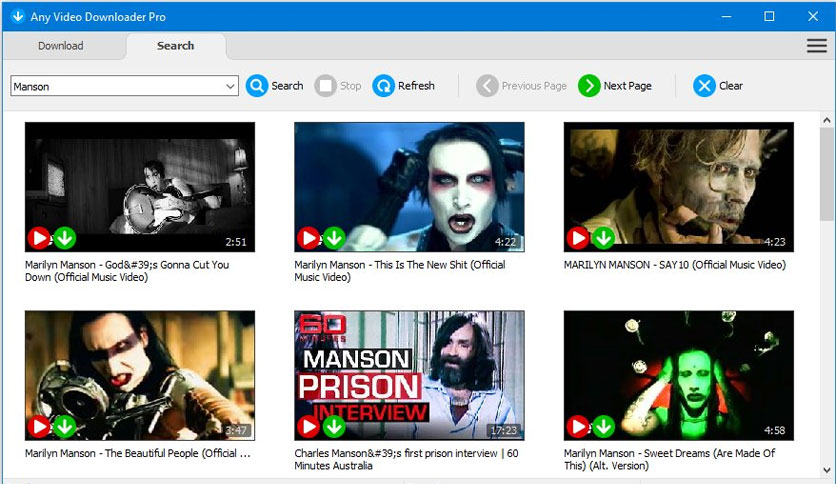 Any Video Downloader Pro
Download
Search
Manson
Search
Stop
Refresh
Previous Page
Next Page
Clear
2:51
4:22
4:23
Marilyn Manson - God&#39;s Gonna Cut You
Down (Official Music Video)
Marilyn Manson - This Is The New Shit (Official
Music Video)
MARILYN MANSON - SAY10 (Official Music Video)
3:47
60
MINUTES
MANSON
PRISON
INTERVIEW
17:23
4:58
Marilyn Manson - The Beautiful People (Official ...
Charles Manson&#39;s first prison interview | 60
Minutes Australia
Marilyn Manson - Sweet Dreams (Are Made Of
This) (Alt. Version)